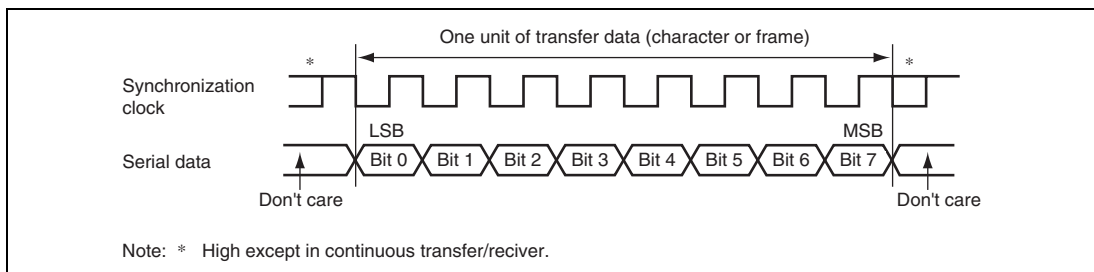 One unit of transfer data (character or frame)
* *
Synchronization
clock
LSB MSB
Serial data Bit 0 Bit 1 Bit 2 Bit 3 Bit 4 Bit 5 Bit 6 Bit 7
Don't care Don't care
Note: * High except in continuous transfer/reciver.